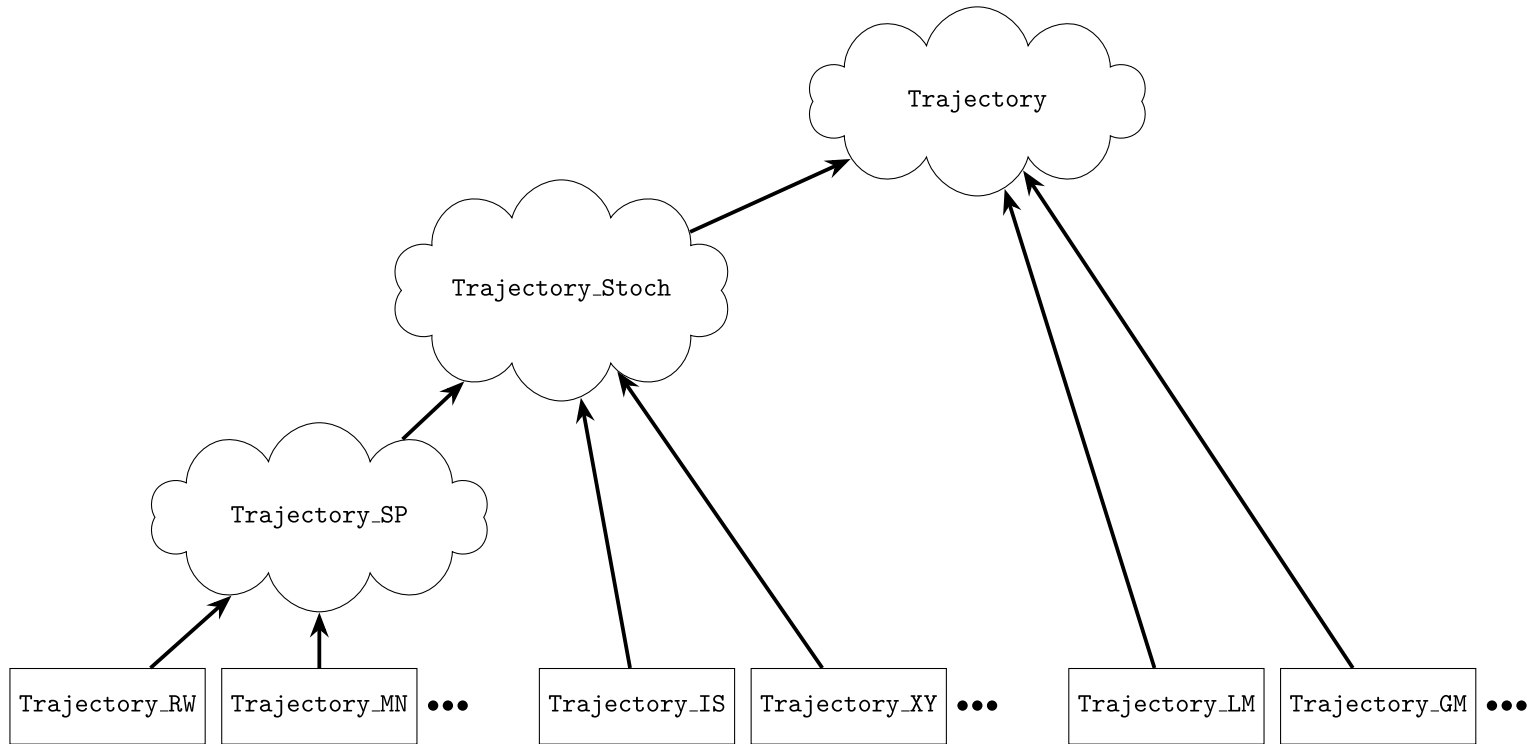 Trajectory
Trajectory_Stoch
Trajectory_SP
Trajectory_RW
Trajectory_MN
Trajectory_IS
Trajectory_XY
Trajectory_LM
Trajectory_GM